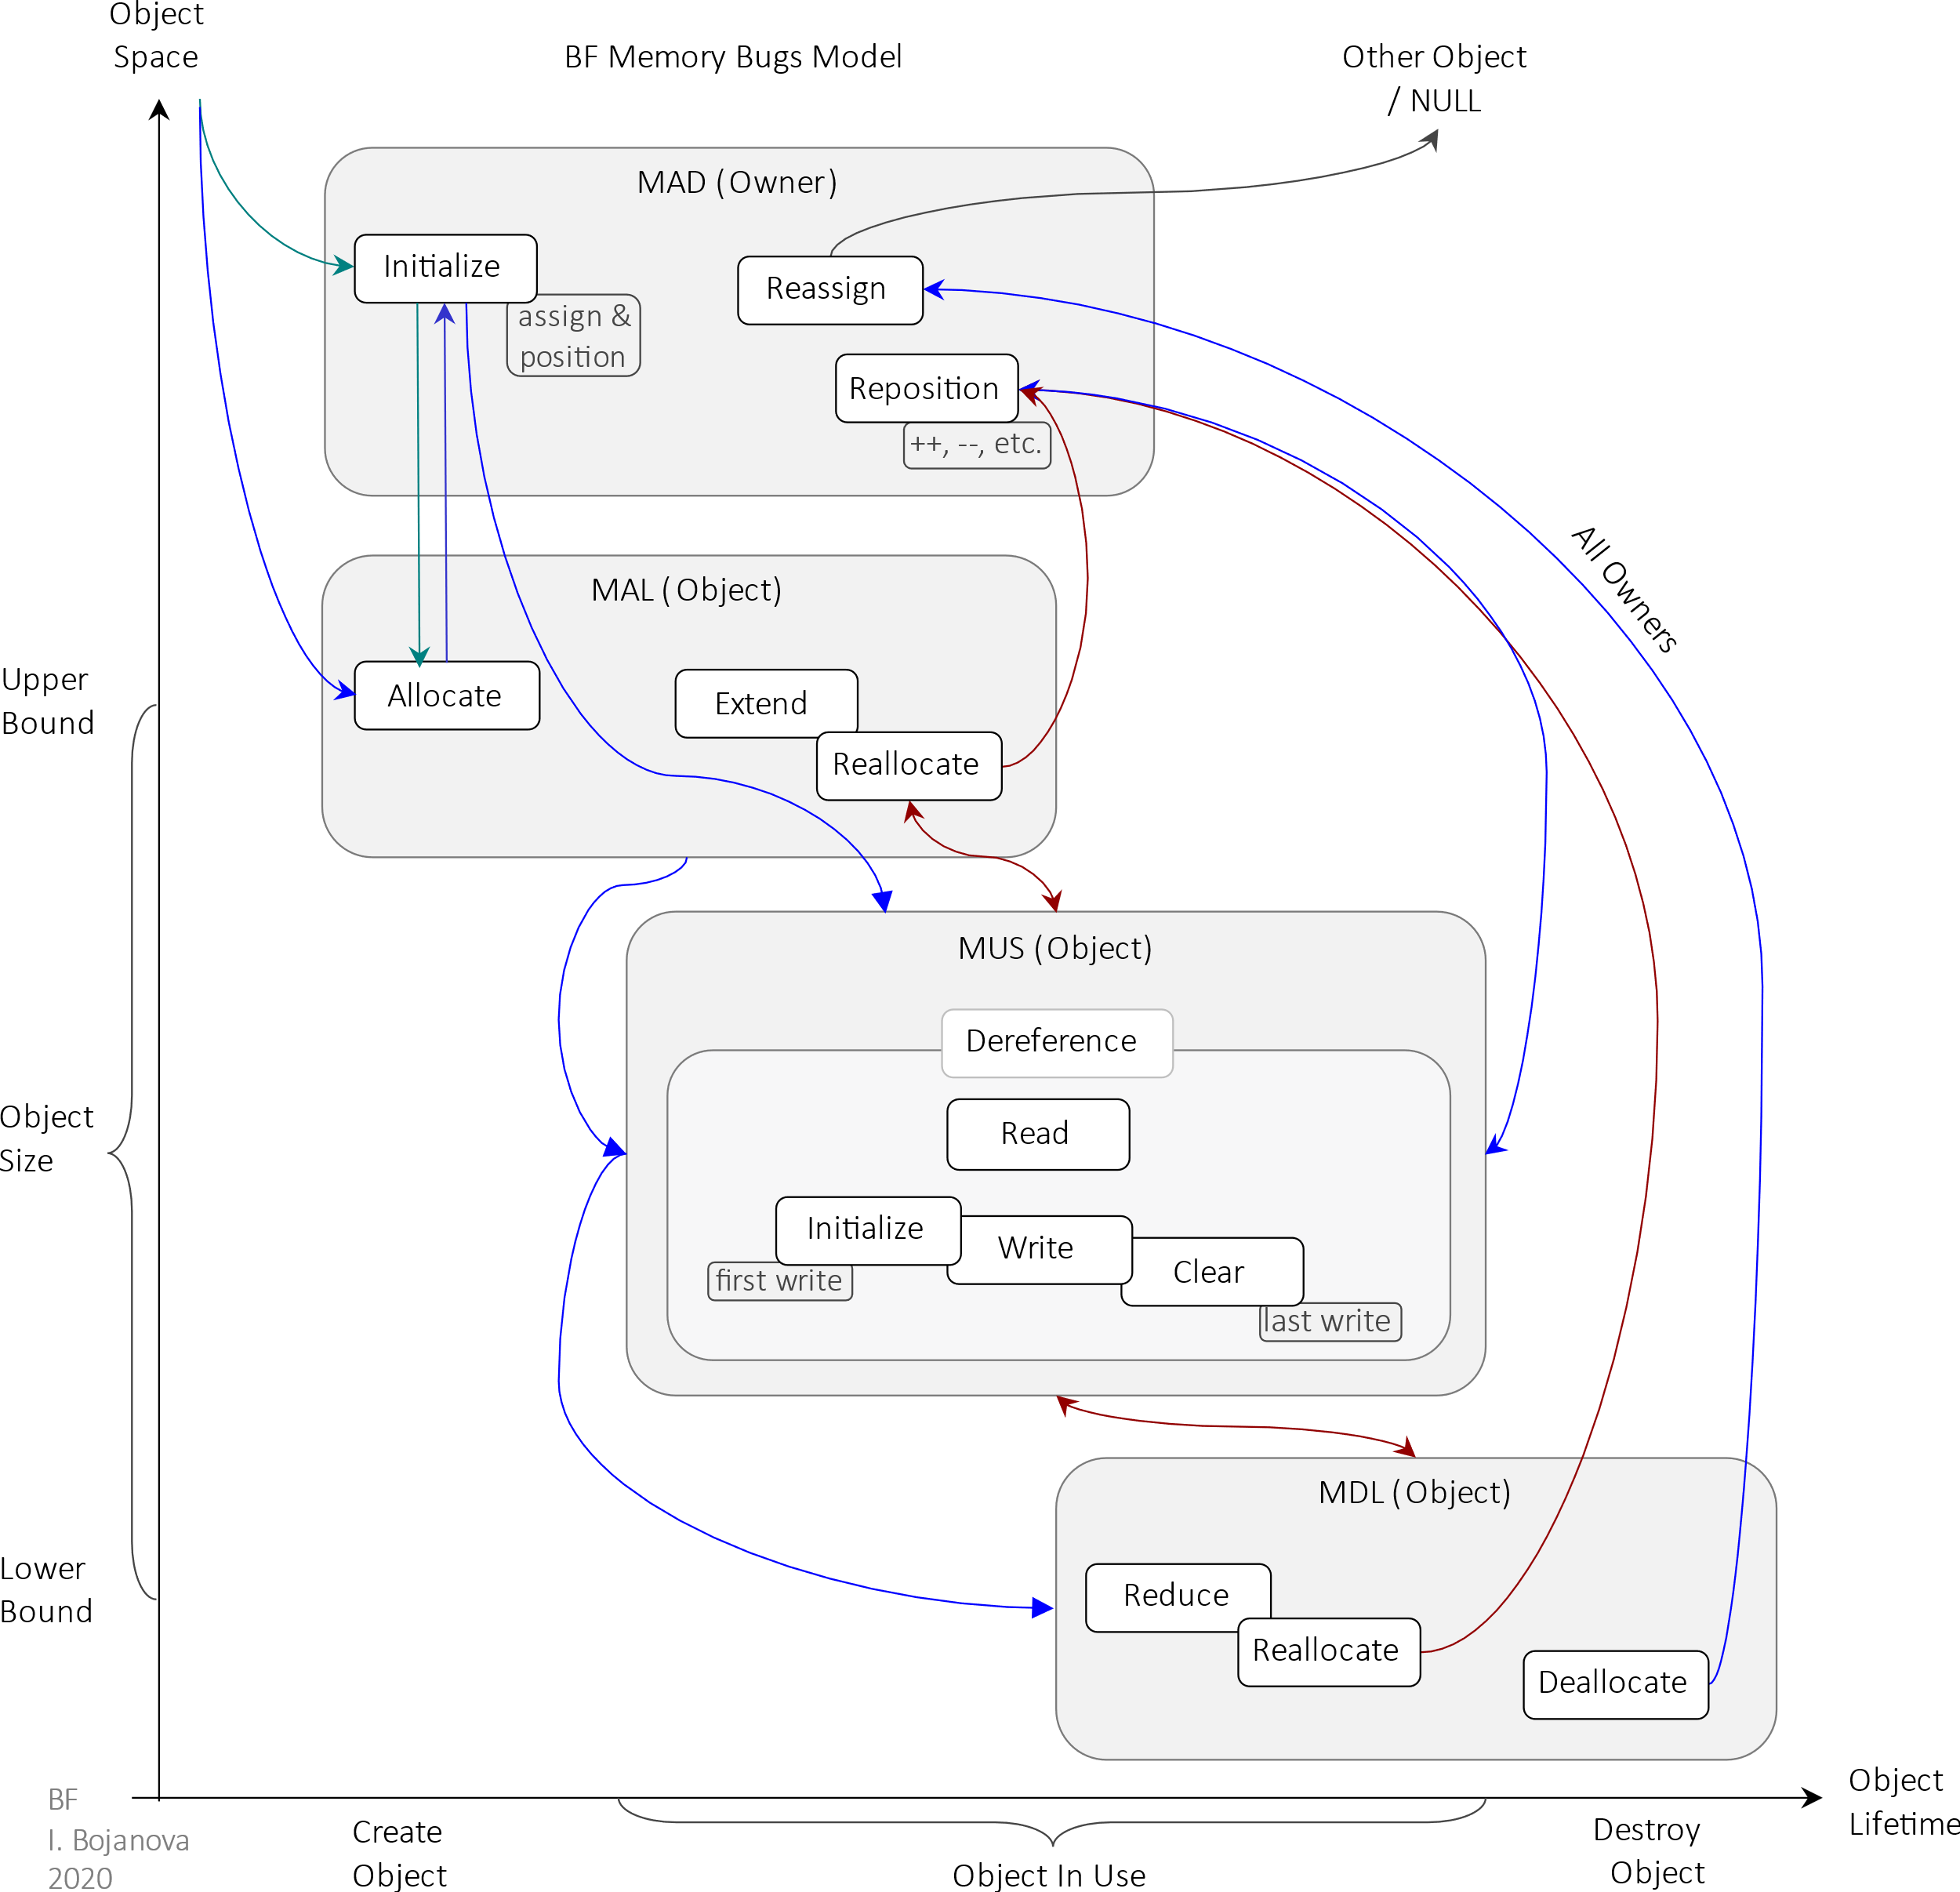 Object
Space
BF Memory Bugs Model
Other Object
/ NULL
MAD (Owner)
Initialize
assign &
position
Reassign
Reposition
++, --, etc.
All Owners
MAL (Object)
Allocate
Extend
Reallocate
Upper
Bound
MUS (Object)
Dereference
Read
Initialize
first write
Write
Clear
last write
Object
Size
MDL (Object)
Reduce
Reallocate
Deallocate
Lower
Bound
BF
I. Bojanova
2020
Create
Object
Object In Use
Destroy
Object
Object
Lifetime